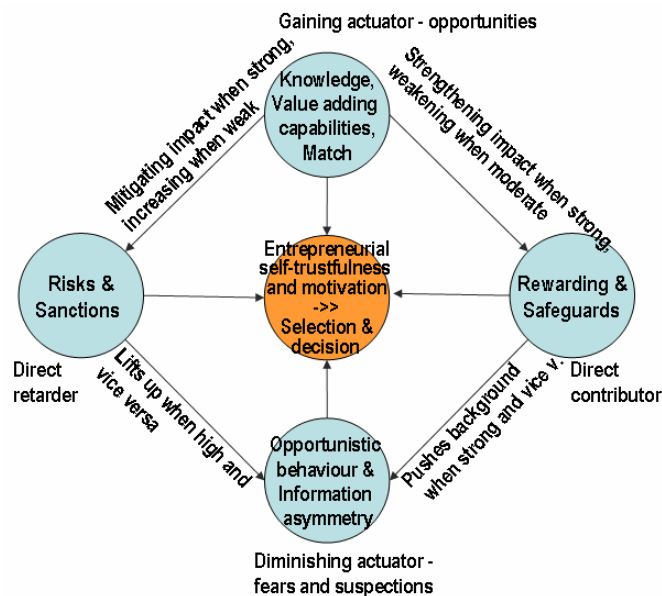 Gaining actuator - opportunities
Mitigating impact when strong,
increasing when weak
Knowledge,
Value adding
capabilities,
Match
Strengthening impact when strong,
weakening when moderate
Risks &
Sanctions
Entrepreneurial
self-trustfulness
and motivation
->>
Selection &
decision
Rewarding &
Safeguards
Direct
retarder
Direct
contributor
Lifts up when high and
vice versa
Pushes background
when strong and vice v.
Opportunistic
behaviour &
Information
asymmetry
Diminishing actuator -
fears and suspections